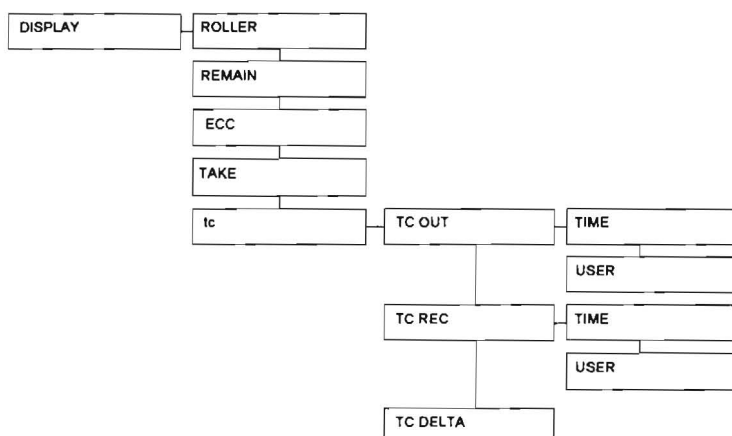 DISPLAY
ROLLER
REMAIN
ECC
TAKE
tc
TC OUT
TIME
USER
TC REC
TIME
USER
TC DELTA